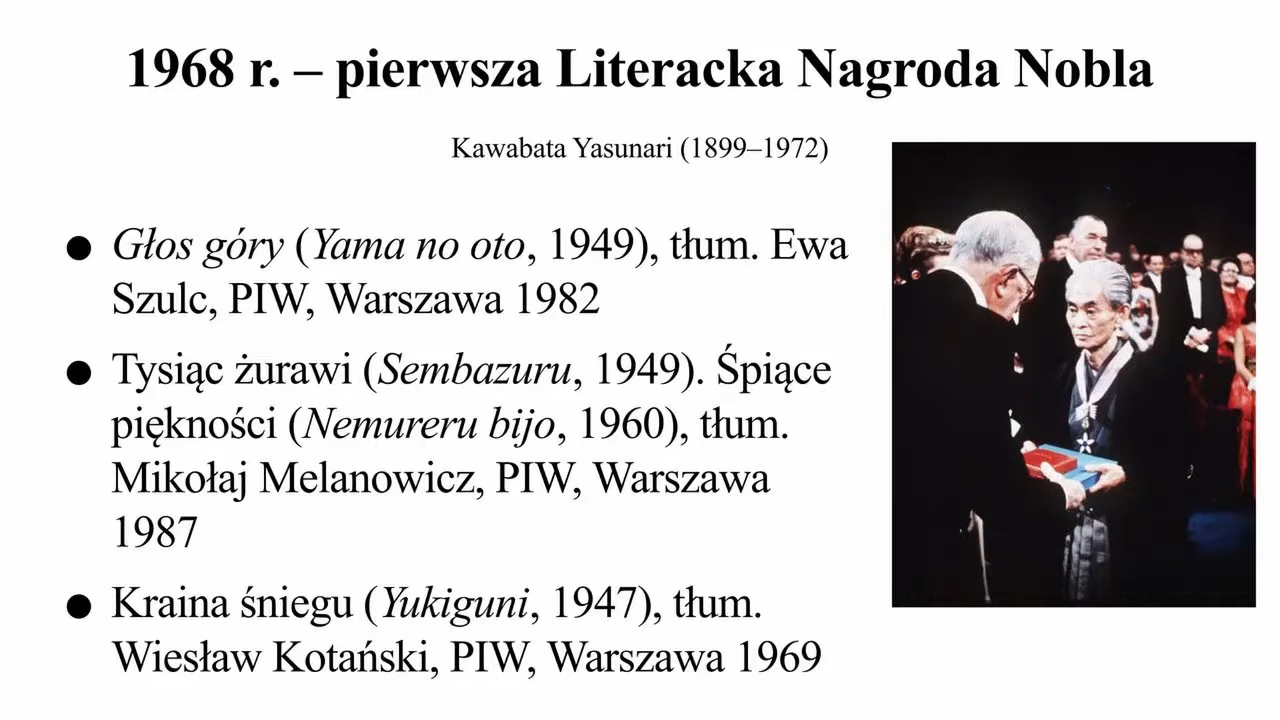 1968 r. – pierwsza Literacka Nagroda Nobla
Kawabata Yasunari (1899–1972)
● Głos góry (Yama no oto, 1949), tłum. Ewa
Szulc, PIW, Warszawa 1982
● Tysiąc żurawi (Sembazuru, 1949). Śpiące
piękności (Nemureru bijo, 1960), tłum.
Mikołaj Melanowicz, PIW, Warszawa
1987
● Kraina śniegu (Yukiguni, 1947), tłum.
Wiesław Kotański, PIW, Warszawa 1969